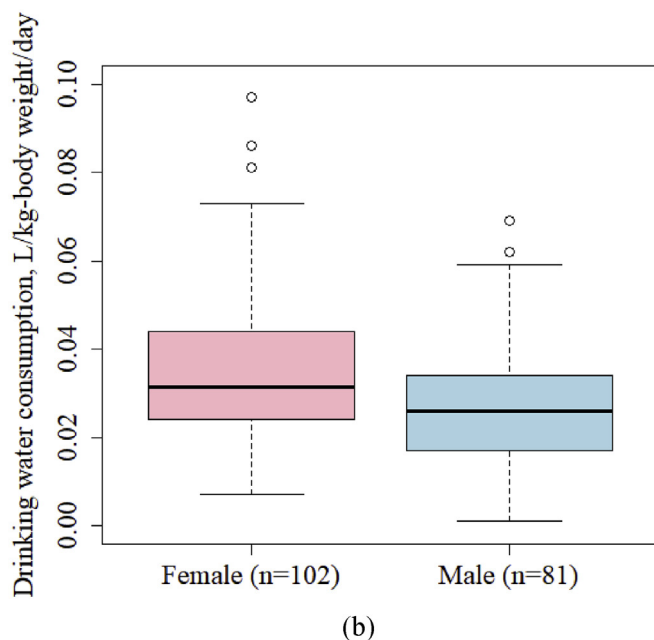 Drinking water consumption, L/kg-body weight/day
0.10
0.08
0.06
0.04
0.02
0.00
Female (n=102) Male (n=81)
(b)